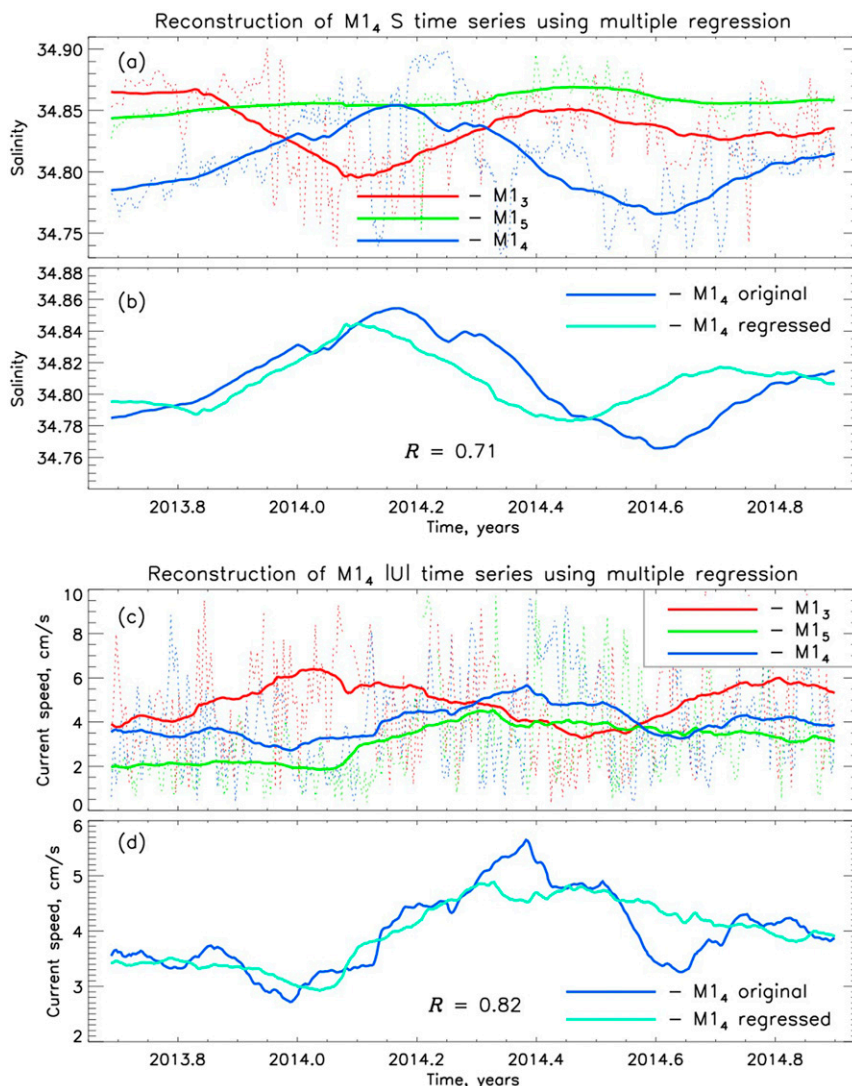 Reconstruction of M1₄ S time series using multiple regression
34.90
(a)
34.85
Salinity
34.80
– M1₃
– M1₅
34.75
– M1₄
34.88
(b)
– M1₄ original
34.86
– M1₄ regressed
34.84
Salinity
34.82
34.80
34.78
R = 0.71
34.76
2013.8 2014.0 2014.2 2014.4 2014.6 2014.8
Time, years
Reconstruction of M1₄ |U| time series using multiple regression
10
(c)
– M1₃
– M1₅
8
– M1₄
Current speed, cm/s
6
4
2
0
6
(d)
5
Current speed, cm/s
4
3
R = 0.82
– M1₄ original
– M1₄ regressed
2
2013.8 2014.0 2014.2 2014.4 2014.6 2014.8
Time, years